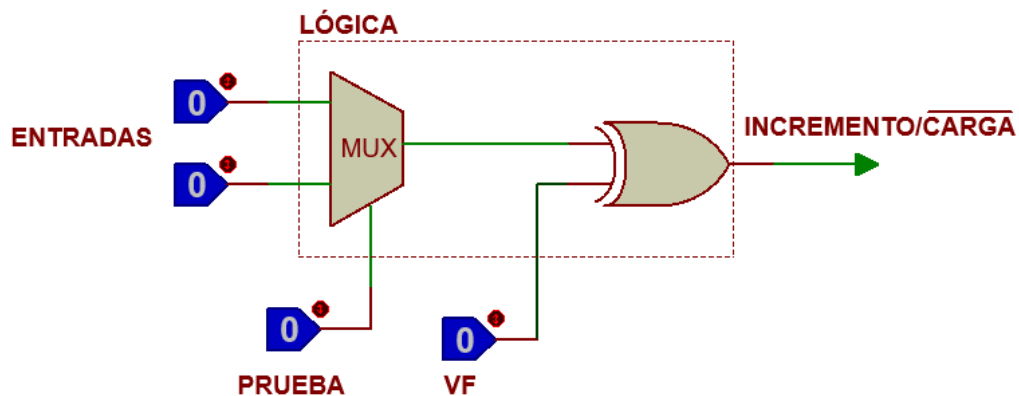 LÓGICA
0
ENTRADAS
0
MUX
INCREMENTO/CARGA
0
0
PRUEBA
VF